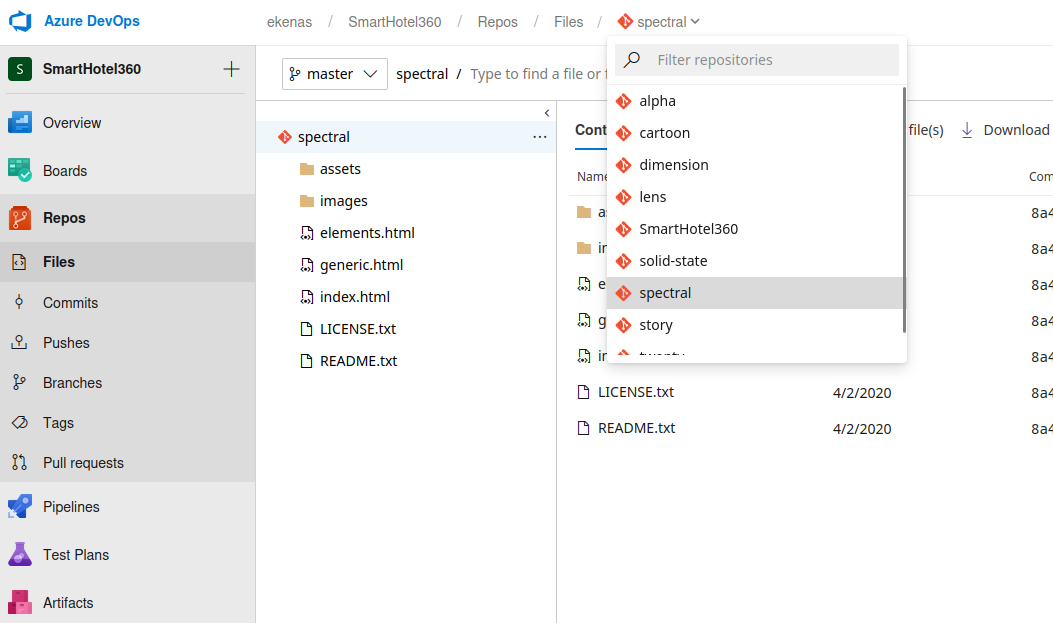 Azure DevOps
ekenas / SmartHotel360 / Repos / Files / spectral
S SmartHotel360
Overview
Boards
Repos
Files
Commits
Pushes
Branches
Tags
Pull requests
Pipelines
Test Plans
Artifacts
master spectral / Type to find a file or f
spectral ...
assets
images
elements.html
generic.html
index.html
LICENSE.txt
README.txt
Filter repositories
alpha
cartoon
dimension
lens
SmartHotel360
solid-state
spectral
story
Cont file(s) Download
Name Com
as 8a4
8a4
e 8a4
g 8a4
8a4
LICENSE.txt 4/2/2020 8a4
README.txt 4/2/2020 8a4